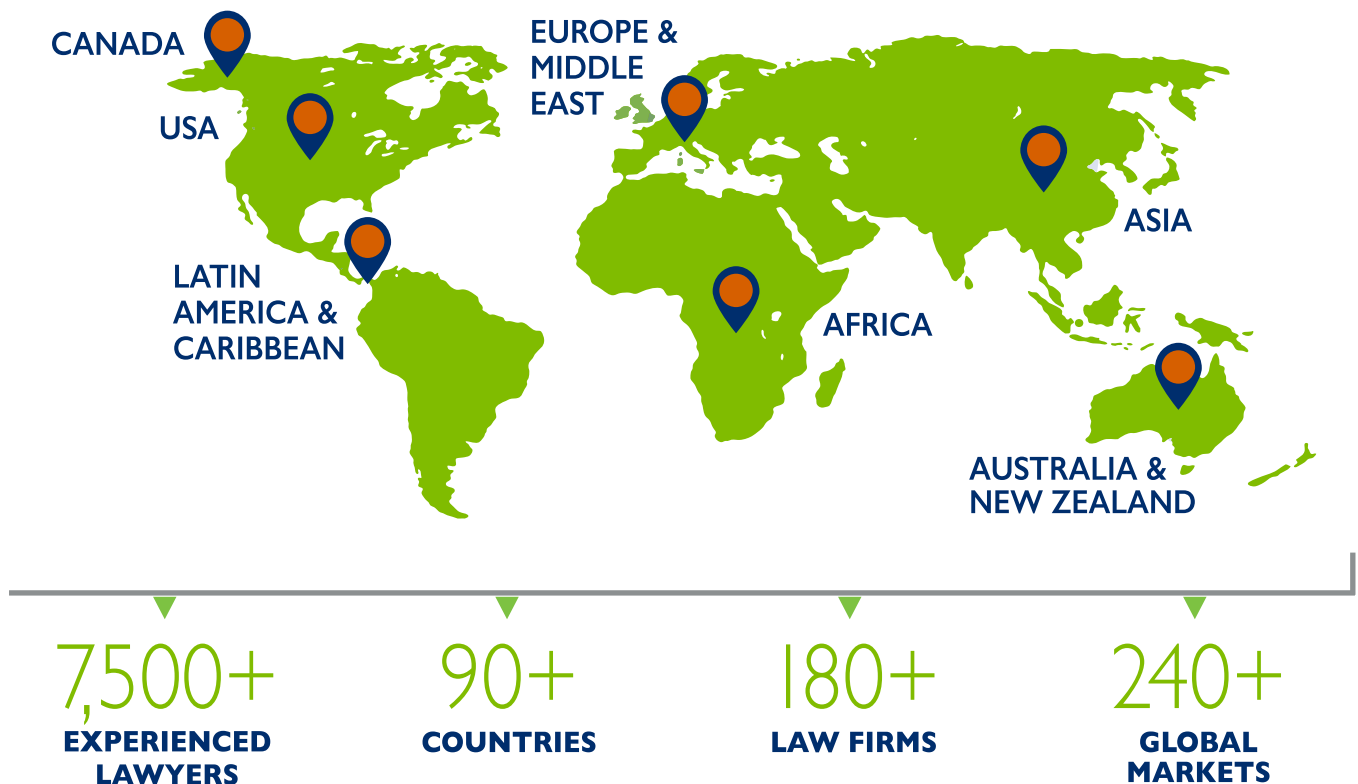 CANADA
USA
LATIN
AMERICA &
CARIBBEAN
EUROPE &
MIDDLE
EAST
AFRICA
ASIA
AUSTRALIA &
NEW ZEALAND
7,500+
EXPERIENCED
LAWYERS
90+
COUNTRIES
180+
LAW FIRMS
240+
GLOBAL
MARKETS